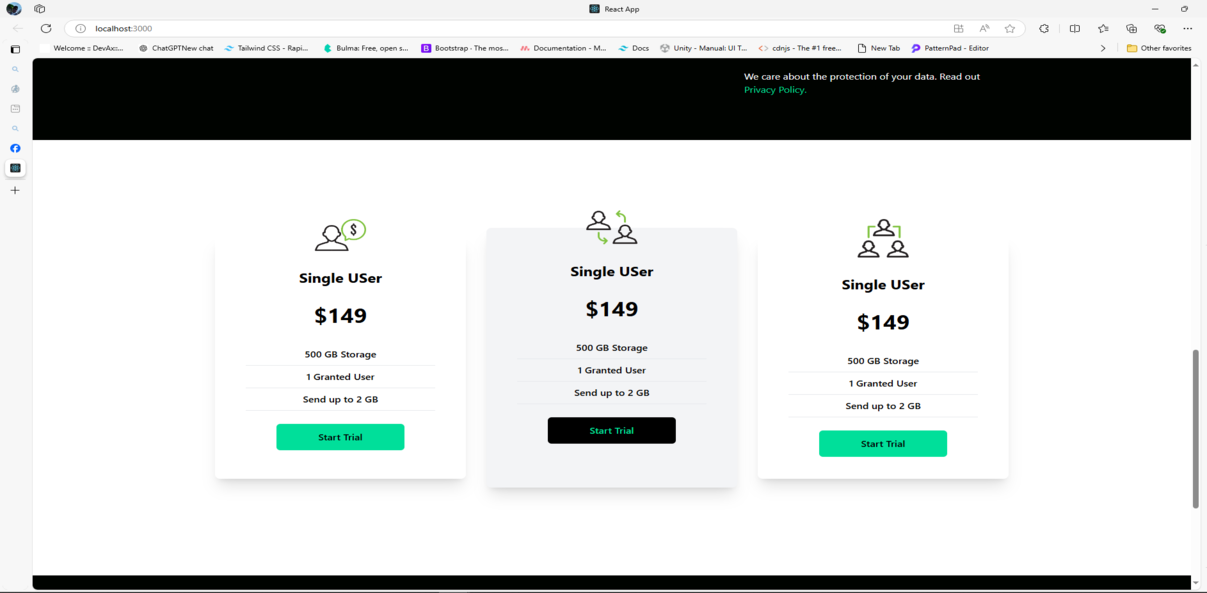 React App
localhost:3000
Welcome :: DevAx:... ChatGPTNew chat Tailwind CSS - Rapi... Bulma: Free, open s... Bootstrap · The mos... Documentation - M... Docs Unity - Manual: UI T... cdnjs - The #1 free... New Tab PatternPad - Editor Other favorites
We care about the protection of your data. Read out
Privacy Policy.
$
Single USer
$149
500 GB Storage
1 Granted User
Send up to 2 GB
Start Trial
Single USer
$149
500 GB Storage
1 Granted User
Send up to 2 GB
Start Trial
Single USer
$149
500 GB Storage
1 Granted User
Send up to 2 GB
Start Trial